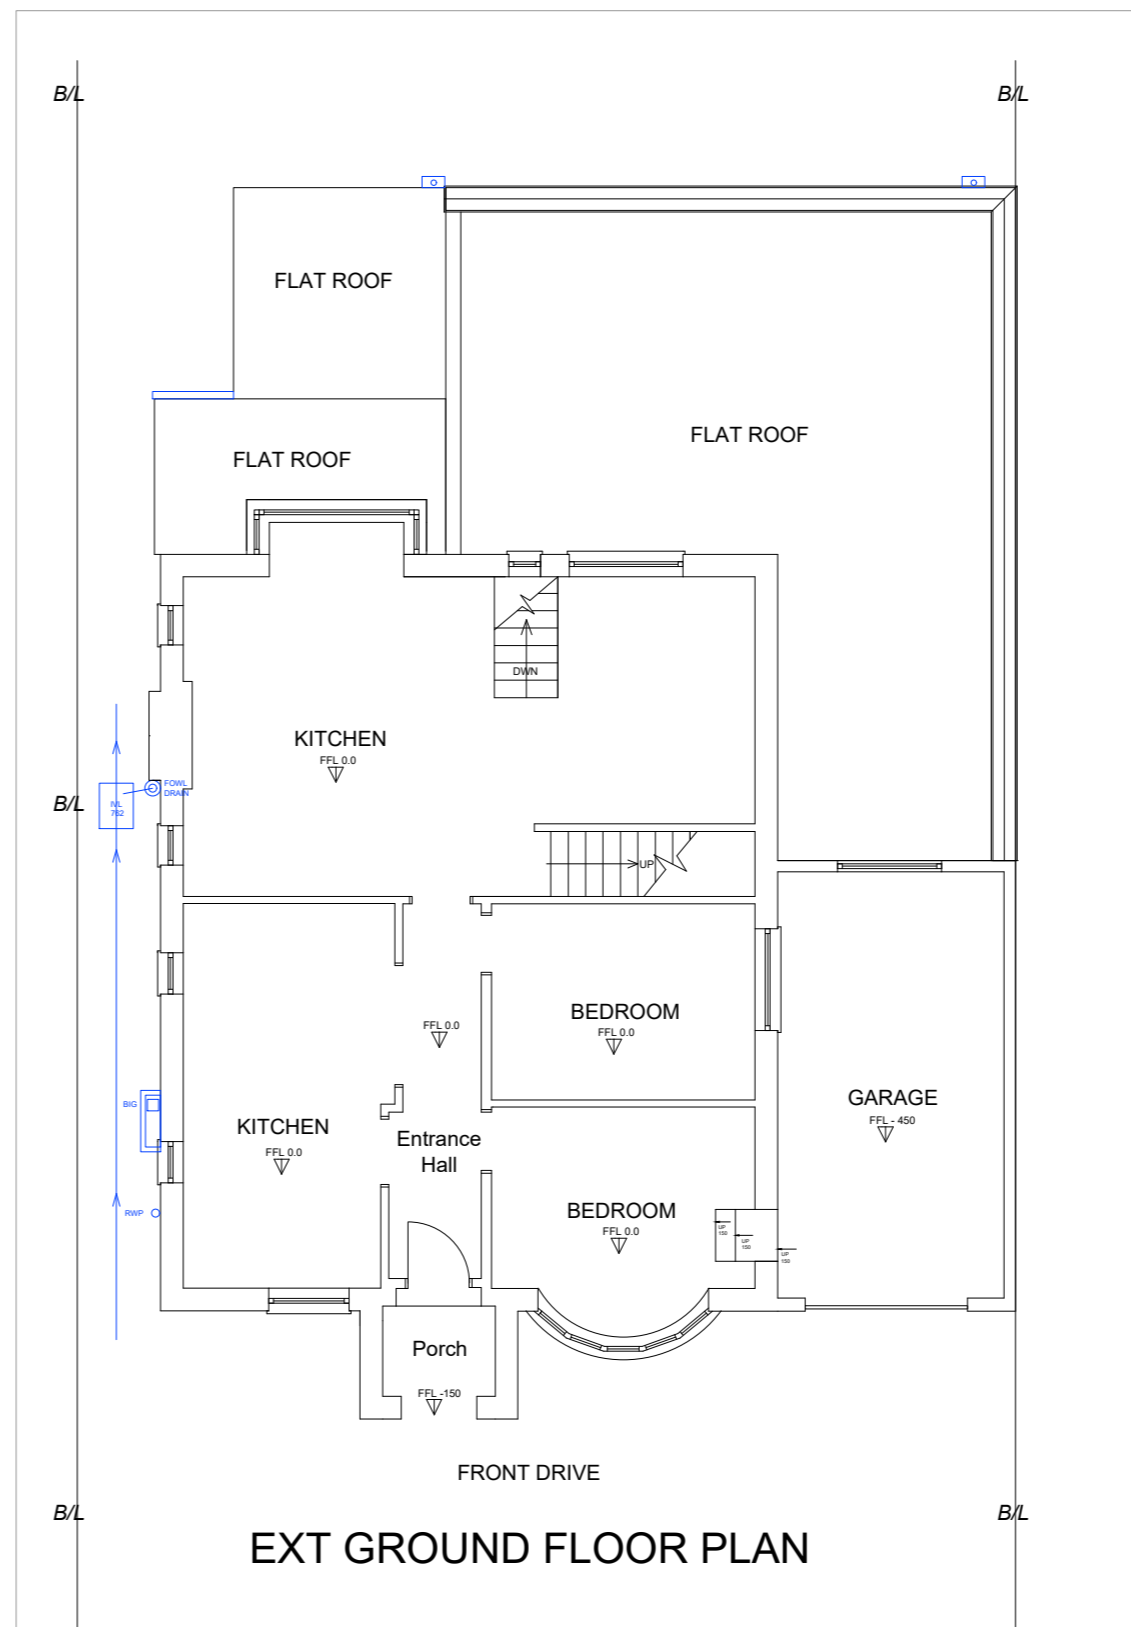 B/L
B/L
FLAT ROOF
FLAT ROOF
FLAT ROOF
DWN
KITCHEN
FFL 0.0
B/L
IVL
762
FOWL
DRAIN
UP
BEDROOM
FFL 0.0
FFL 0.0
GARAGE
FFL - 450
BIG
KITCHEN
FFL 0.0
Entrance
Hall
BEDROOM
FFL 0.0
RWP
UP
150
UP
150
UP
150
Porch
FFL -150
FRONT DRIVE
B/L
B/L
EXT GROUND FLOOR PLAN